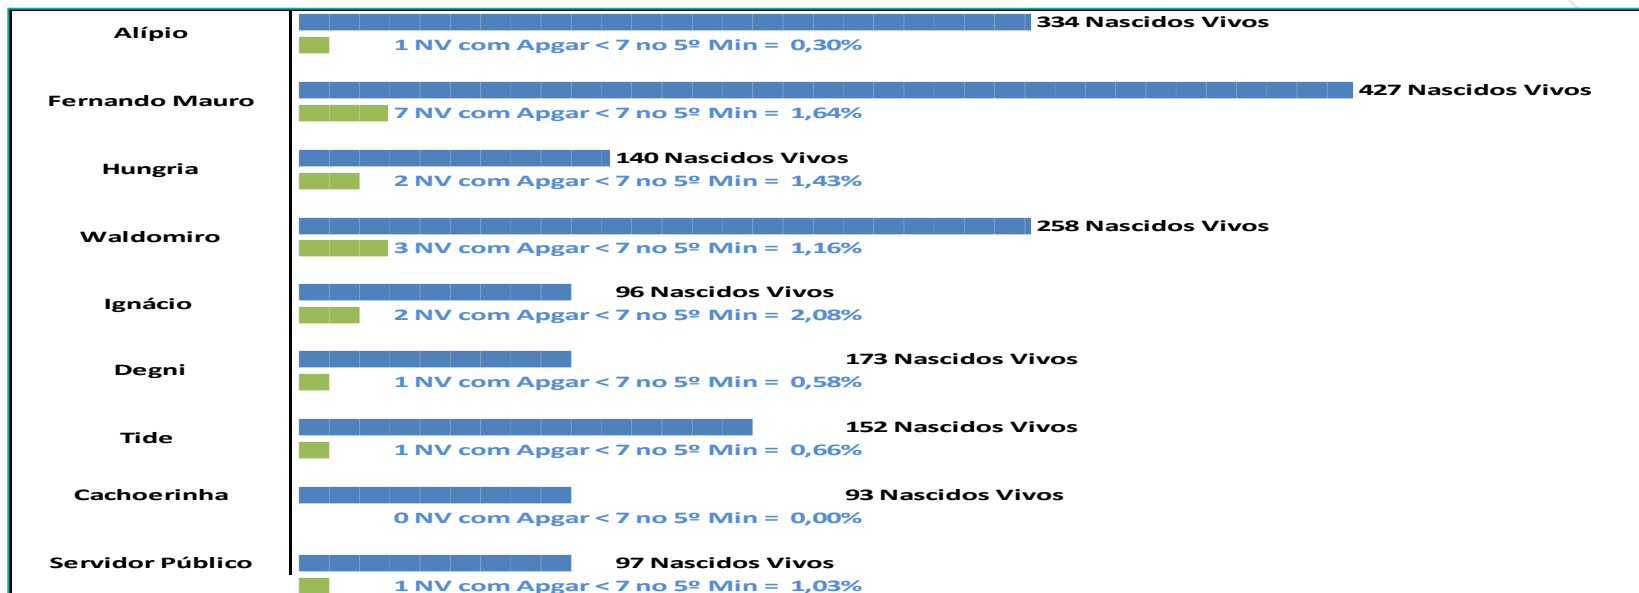 Alípio
334 Nascidos Vivos
1 NV com Apgar < 7 no 5º Min = 0,30%
Fernando Mauro
427 Nascidos Vivos
7 NV com Apgar < 7 no 5º Min = 1,64%
Hungria
140 Nascidos Vivos
2 NV com Apgar < 7 no 5º Min = 1,43%
Waldomiro
258 Nascidos Vivos
3 NV com Apgar < 7 no 5º Min = 1,16%
Ignácio
96 Nascidos Vivos
2 NV com Apgar < 7 no 5º Min = 2,08%
Degni
173 Nascidos Vivos
1 NV com Apgar < 7 no 5º Min = 0,58%
Tide
152 Nascidos Vivos
1 NV com Apgar < 7 no 5º Min = 0,66%
Cachoerinha
93 Nascidos Vivos
0 NV com Apgar < 7 no 5º Min = 0,00%
Servidor Público
97 Nascidos Vivos
1 NV com Apgar < 7 no 5º Min = 1,03%